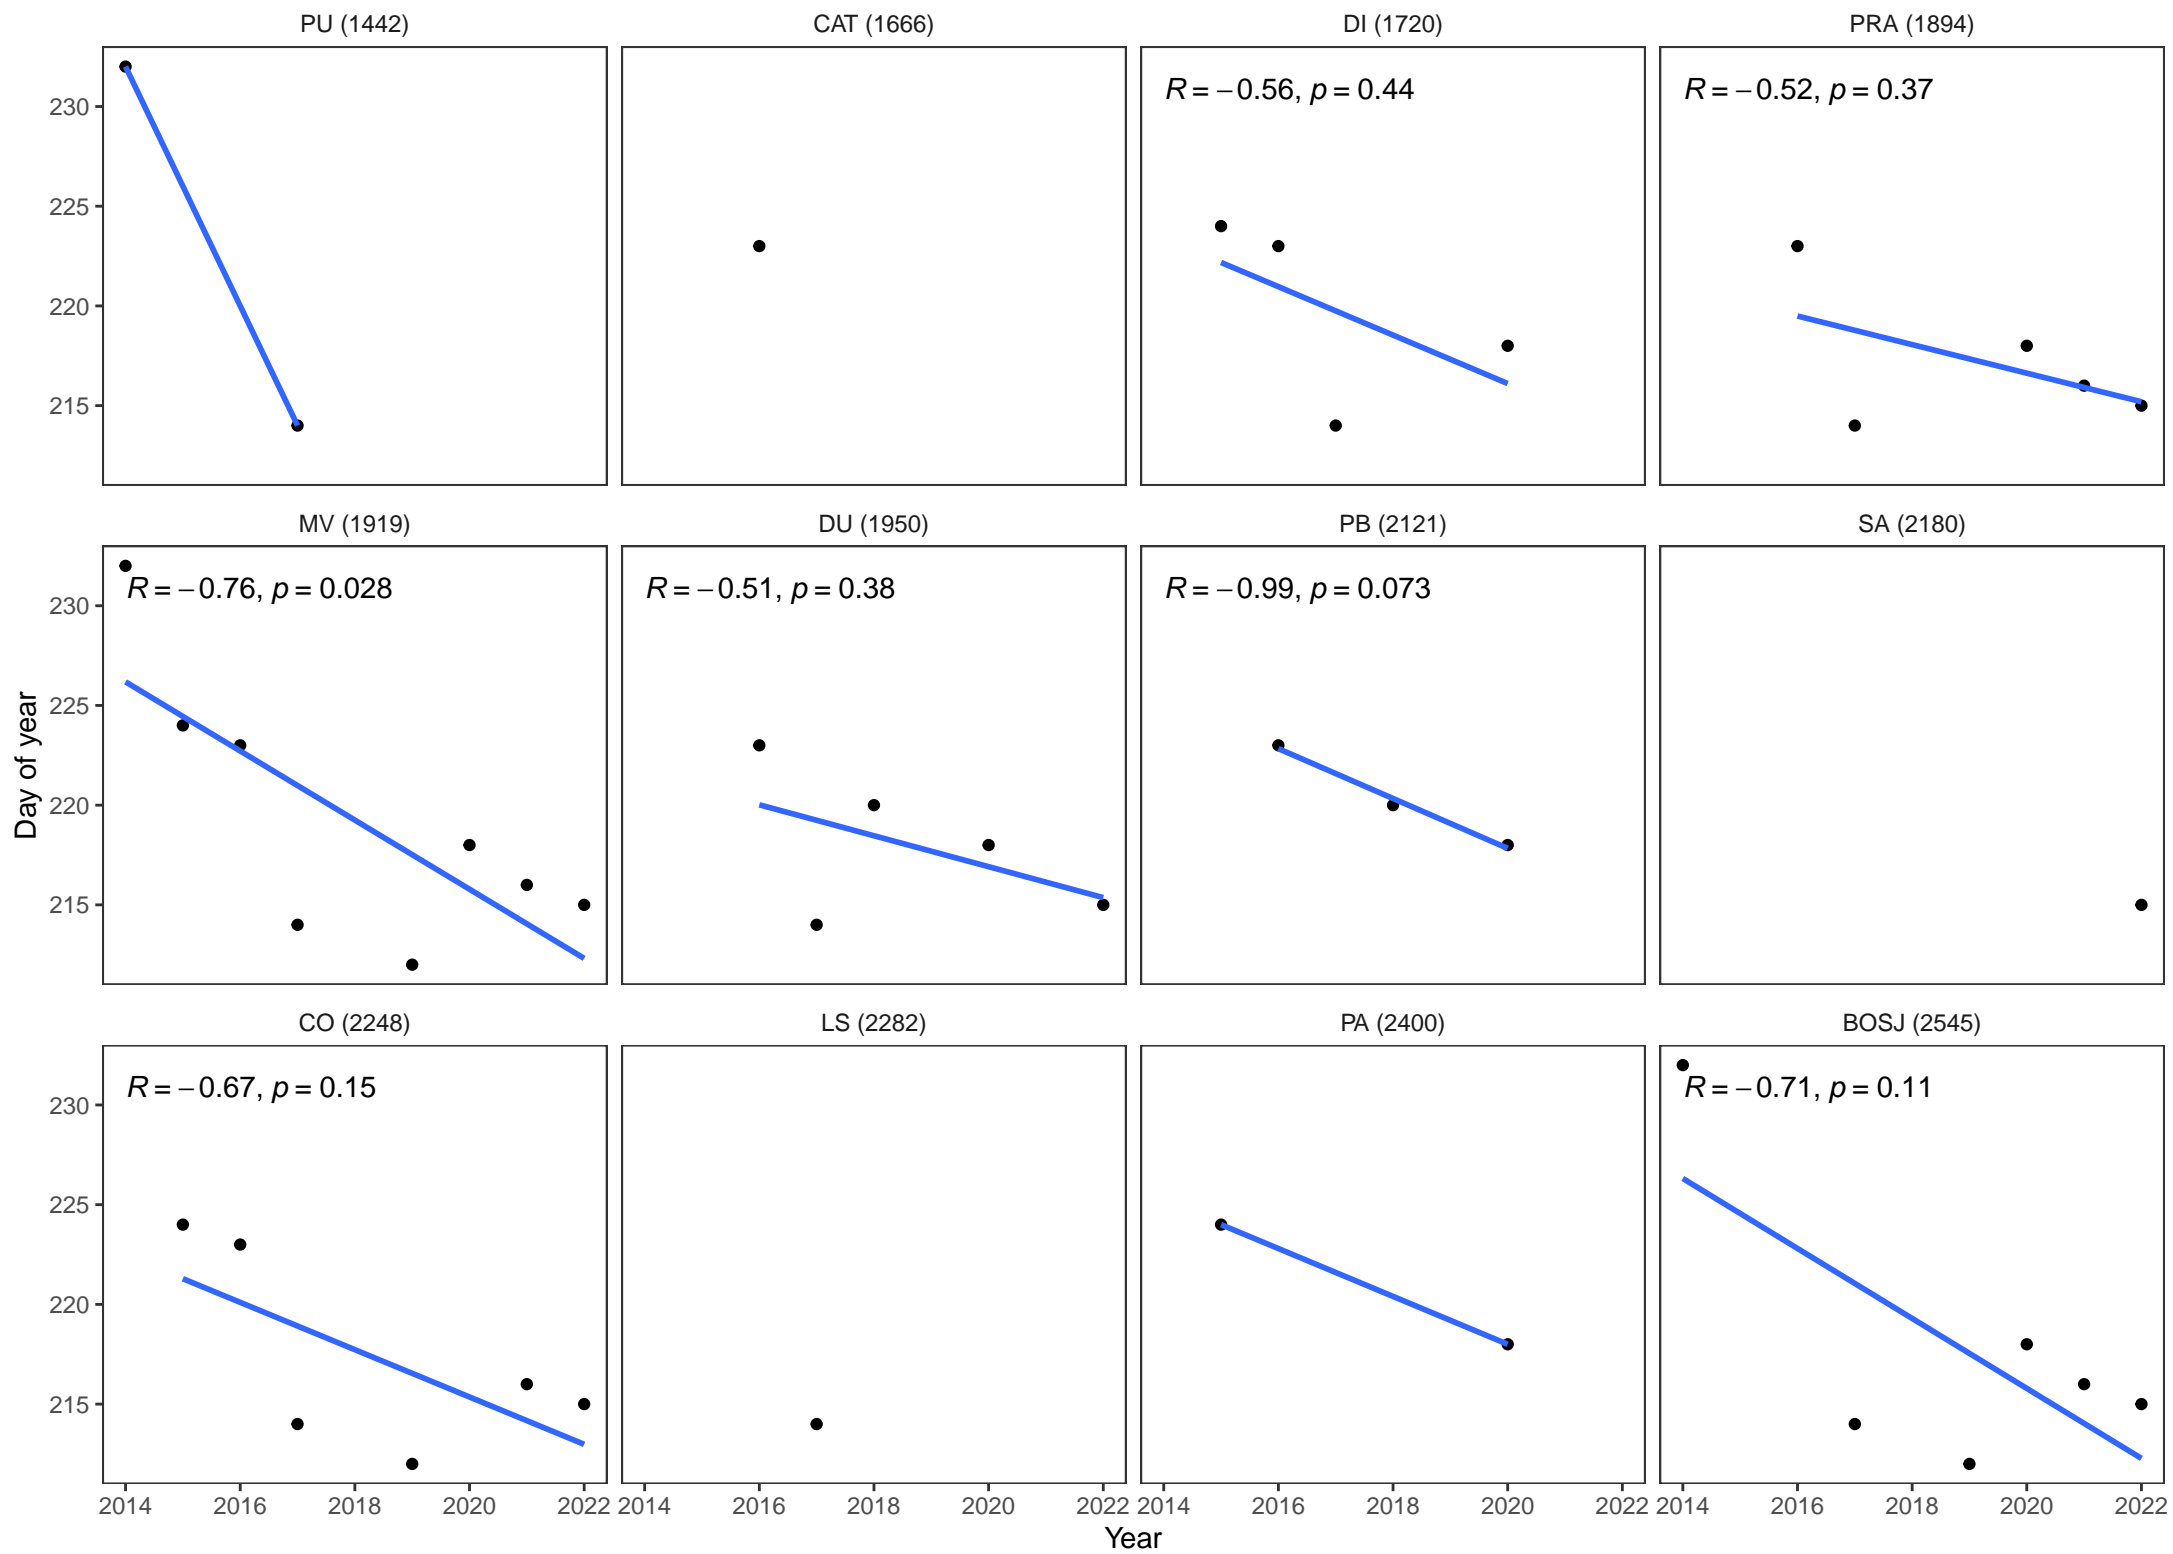 PU (1442) CAT (1666) DI (1720) PRA (1894)
R = −0.56, p = 0.44 R = −0.52, p = 0.37
230
225
220
215
MV (1919) DU (1950) PB (2121) SA (2180)
R = −0.76, p = 0.028 R = −0.51, p = 0.38 R = −0.99, p = 0.073
230
225
220
215
Day of year
CO (2248) LS (2282) PA (2400) BOSJ (2545)
R = −0.67, p = 0.15 R = −0.71, p = 0.11
230
225
220
215
2014 2016 2018 2020 2022 2014 2016 2018 2020 2022 2014 2016 2018 2020 2022 2014 2016 2018 2020 2022
Year